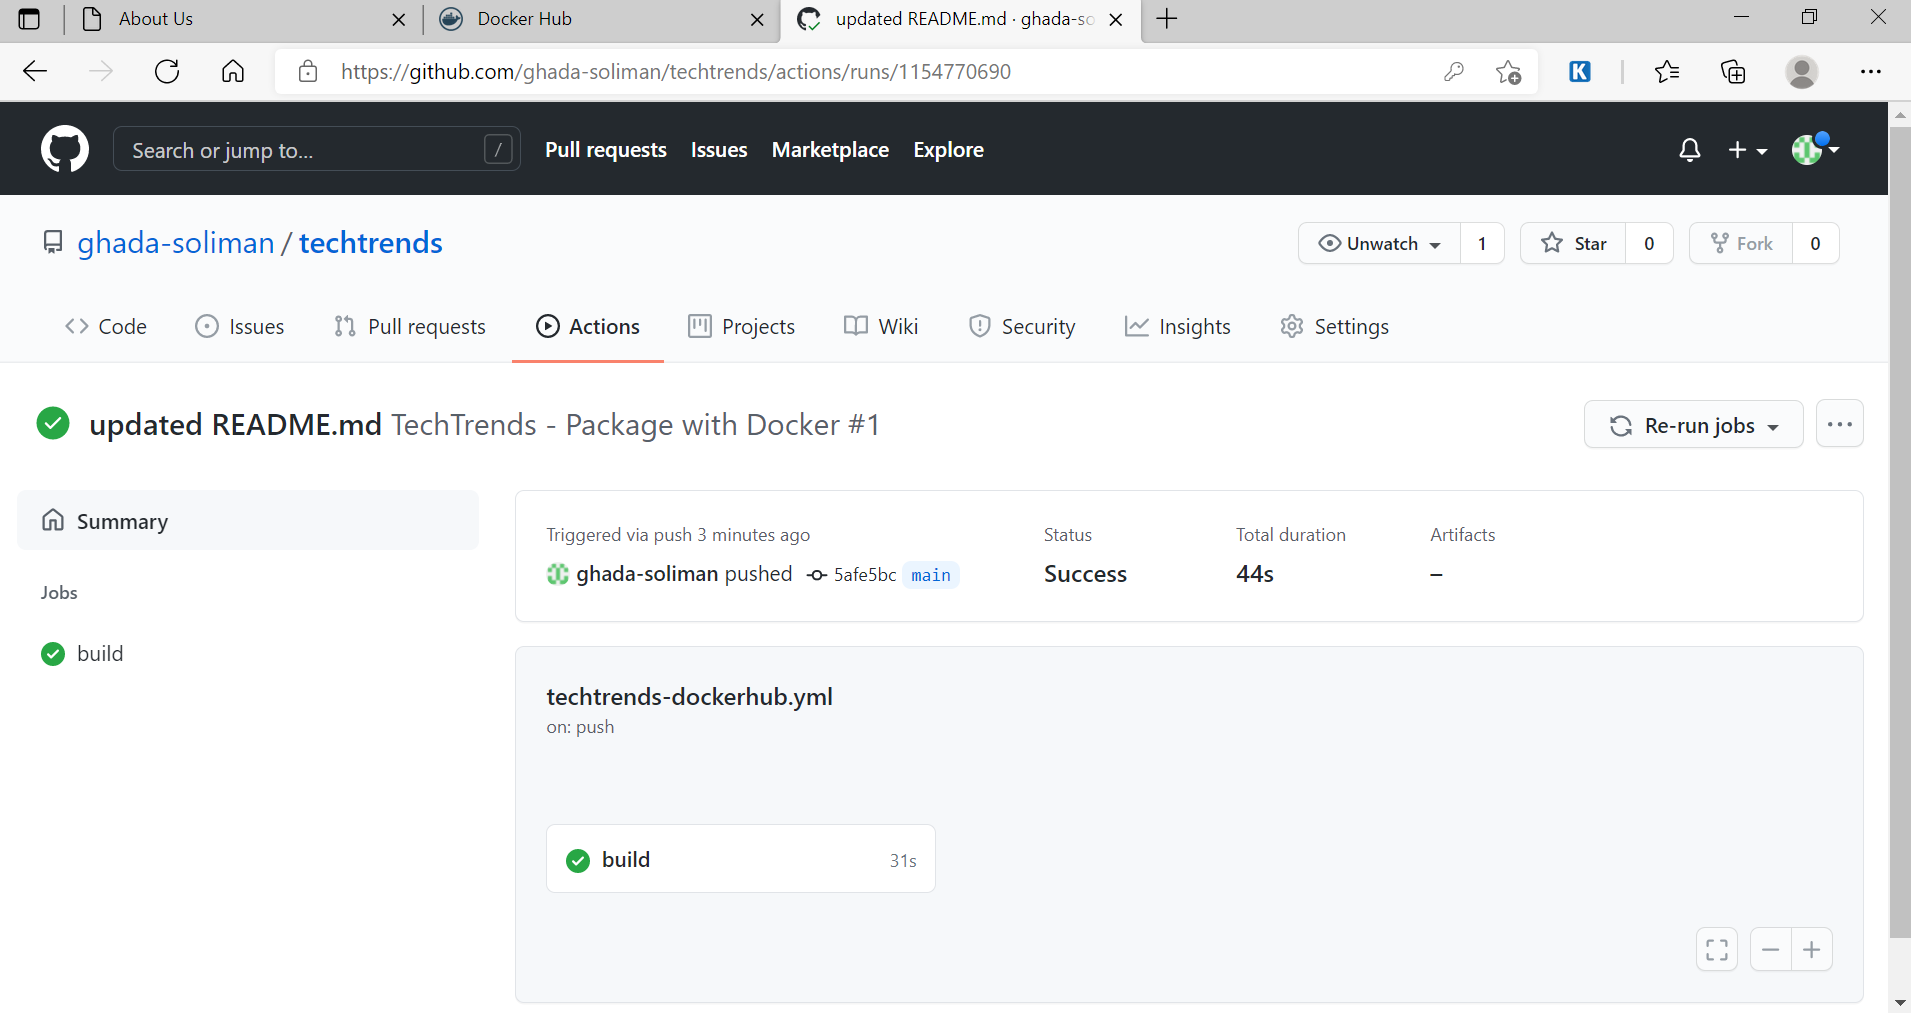 About Us
Docker Hub
updated README.md · ghada-so
https://github.com/ghada-soliman/techtrends/actions/runs/1154770690
K
Search or jump to...
/
Pull requests
Issues
Marketplace
Explore
ghada-soliman / techtrends
Unwatch 1
Star 0
Fork 0
Code
Issues
Pull requests
Actions
Projects
Wiki
Security
Insights
Settings
updated README.md TechTrends - Package with Docker #1
Re-run jobs
Summary
Jobs
build
Triggered via push 3 minutes ago
ghada-soliman pushed 5afe5bc main
Status
Success
Total duration
44s
Artifacts
–
techtrends-dockerhub.yml
on: push
build 31s